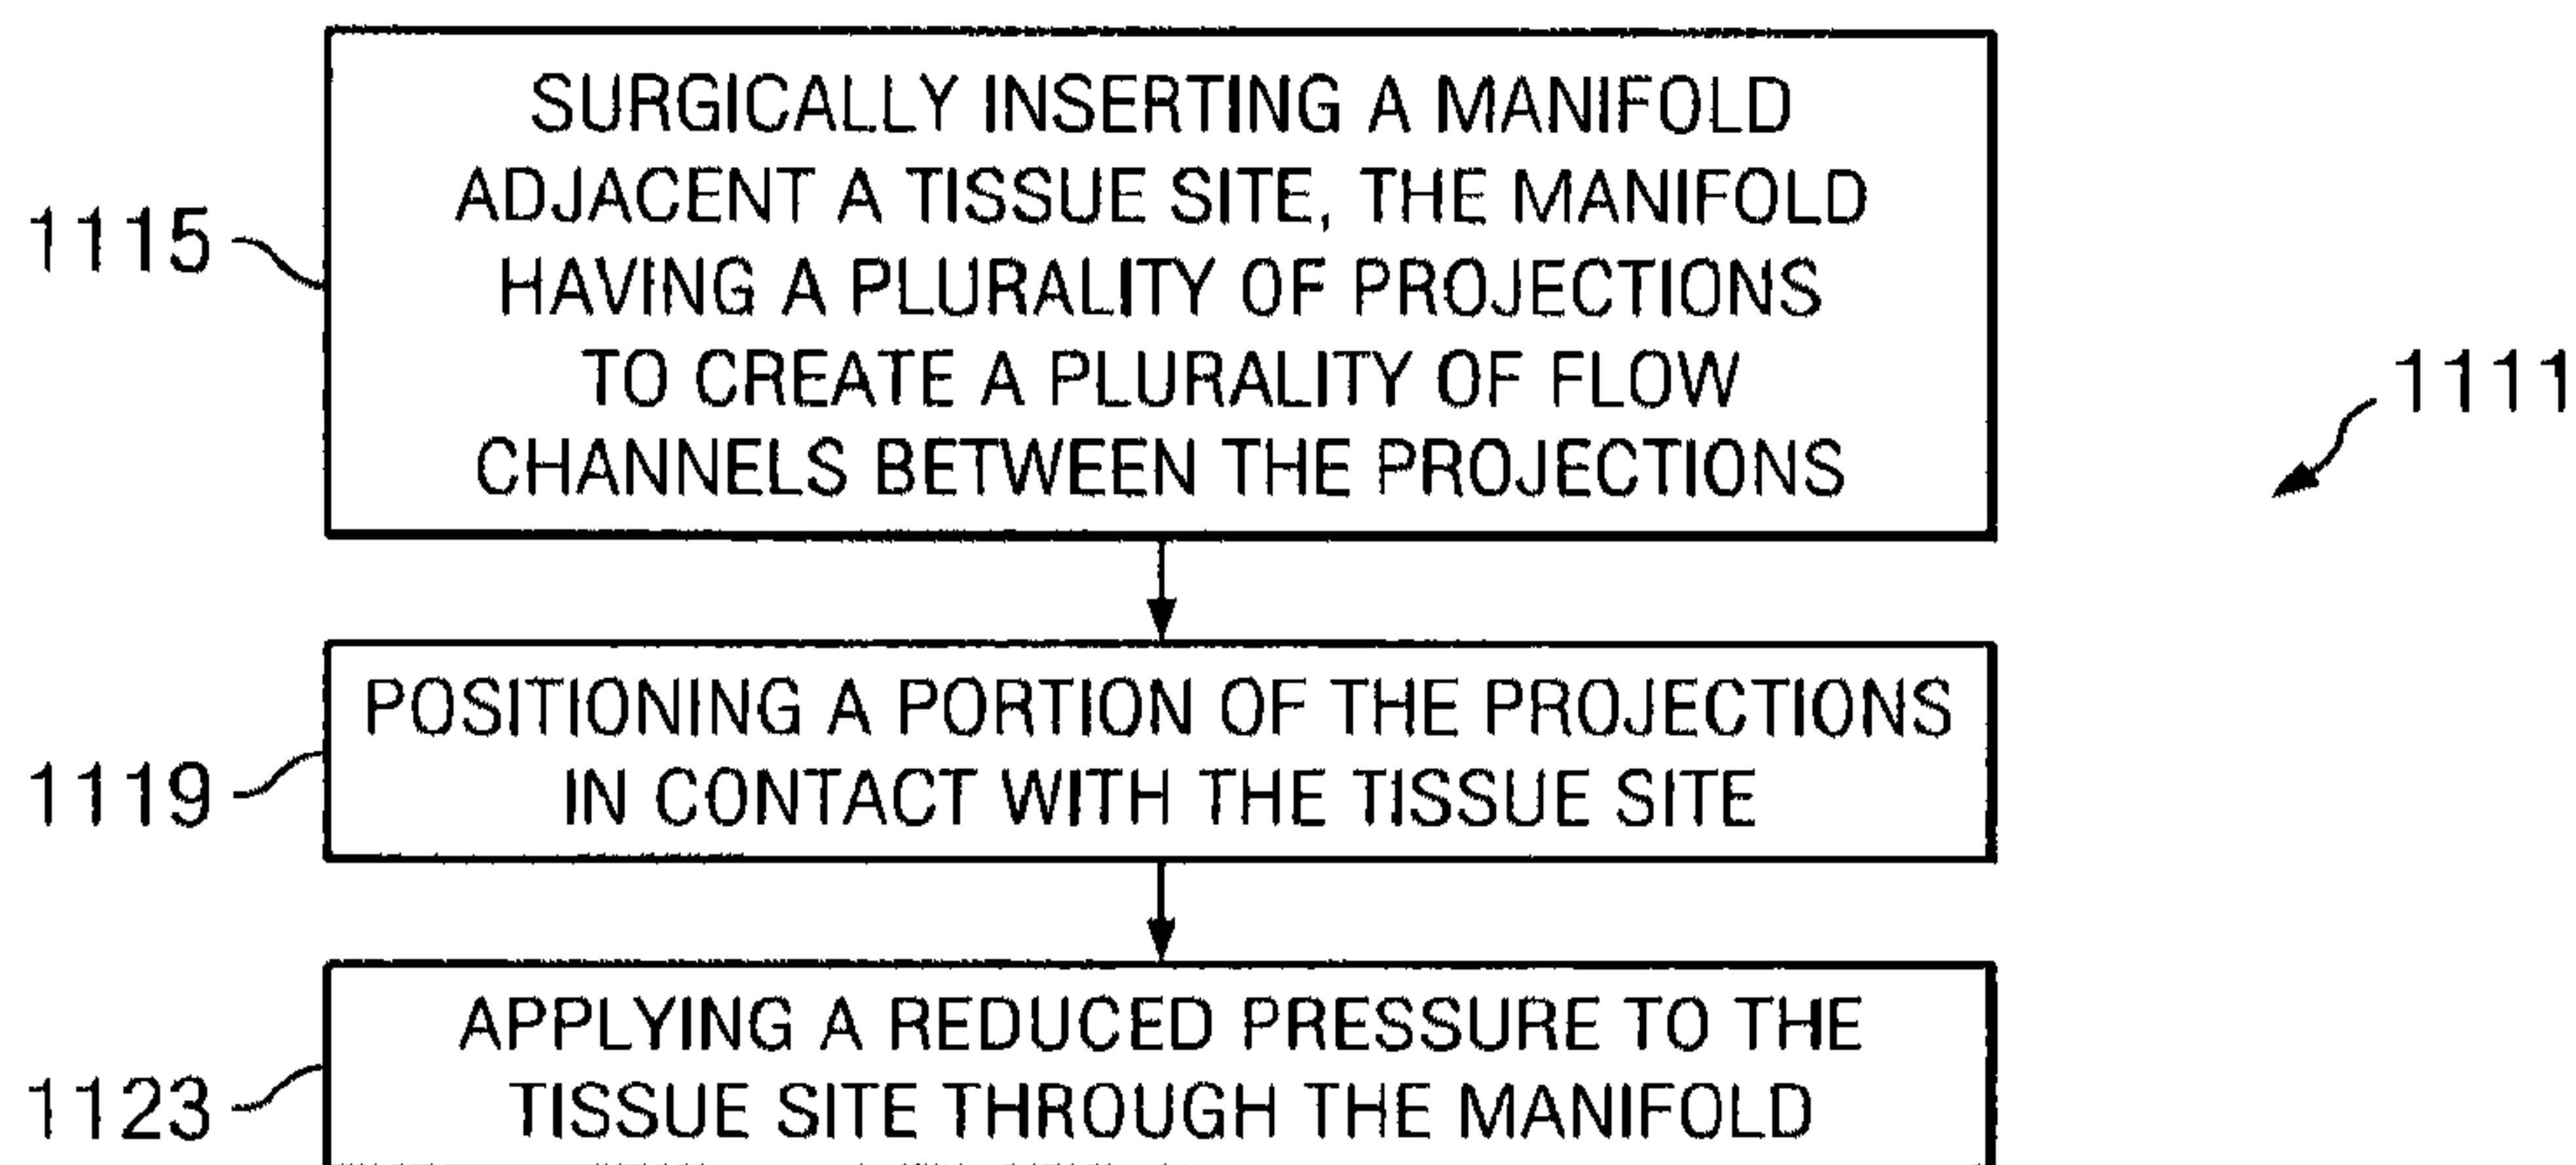 SURGICALLY INSERTING A MANIFOLD
ADJACENT A TISSUE SITE, THE MANIFOLD
HAVING A PLURALITY OF PROJECTIONS
TO CREATE A PLURALITY OF FLOW
CHANNELS BETWEEN THE PROJECTIONS
1115
1111
POSITIONING A PORTION OF THE PROJECTIONS
IN CONTACT WITH THE TISSUE SITE
1119
APPLYING A REDUCED PRESSURE TO THE
TISSUE SITE THROUGH THE MANIFOLD
1123